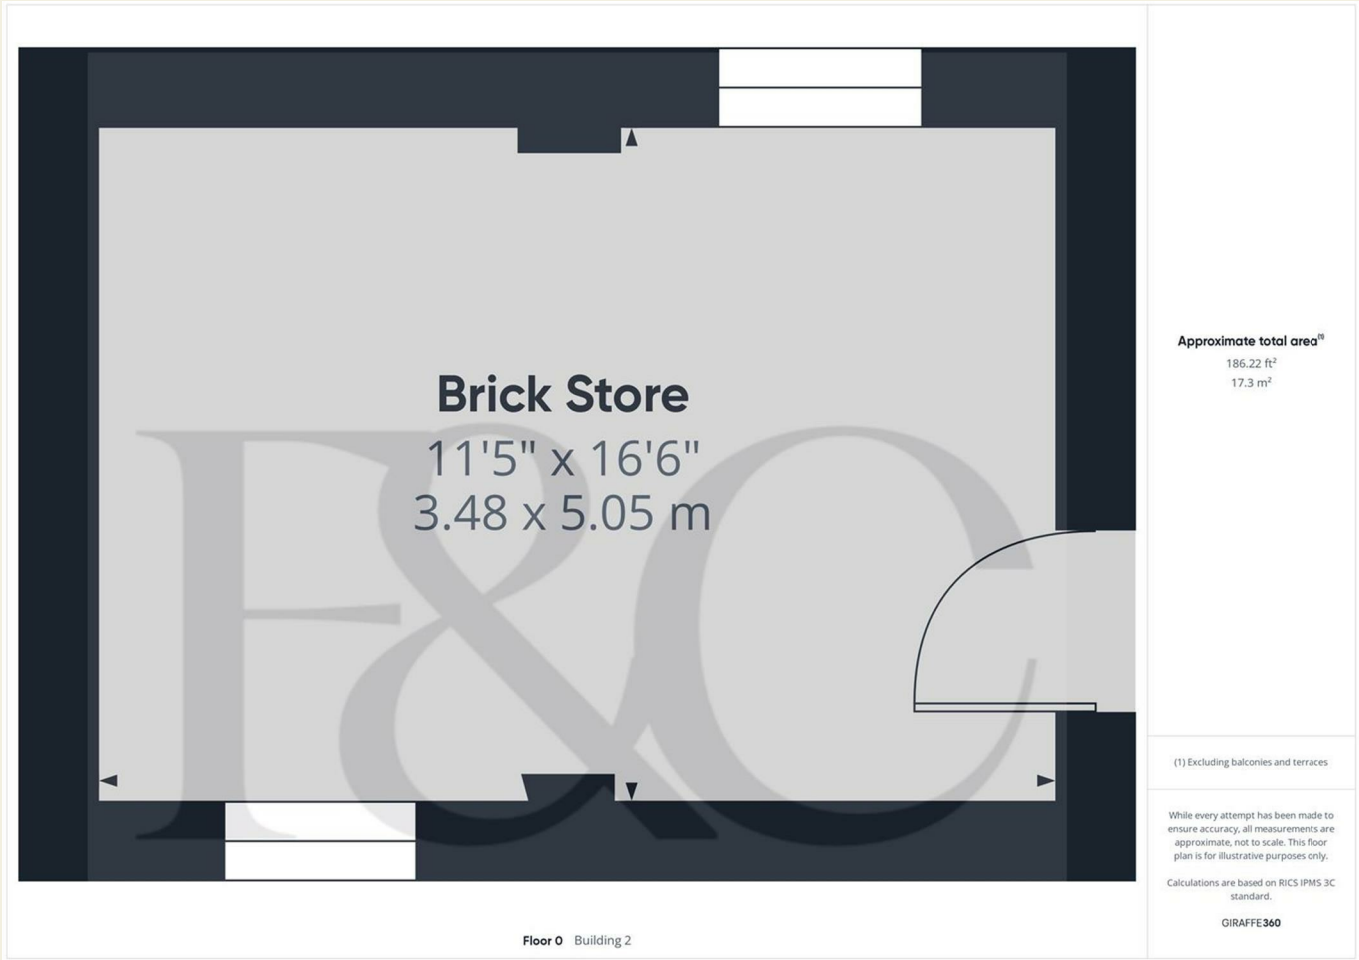 Brick Store
11'5" x 16'6"
3.48 x 5.05 m
F&C
Approximate total area(1)
186.22 ft²
17.3 m²
(1) Excluding balconies and terraces
While every attempt has been made to
ensure accuracy, all measurements are
approximate, not to scale. This floor
plan is for illustrative purposes only.
Calculations are based on RICS IPMS 3C
standard.
GIRAFFE360
Floor 0 Building 2